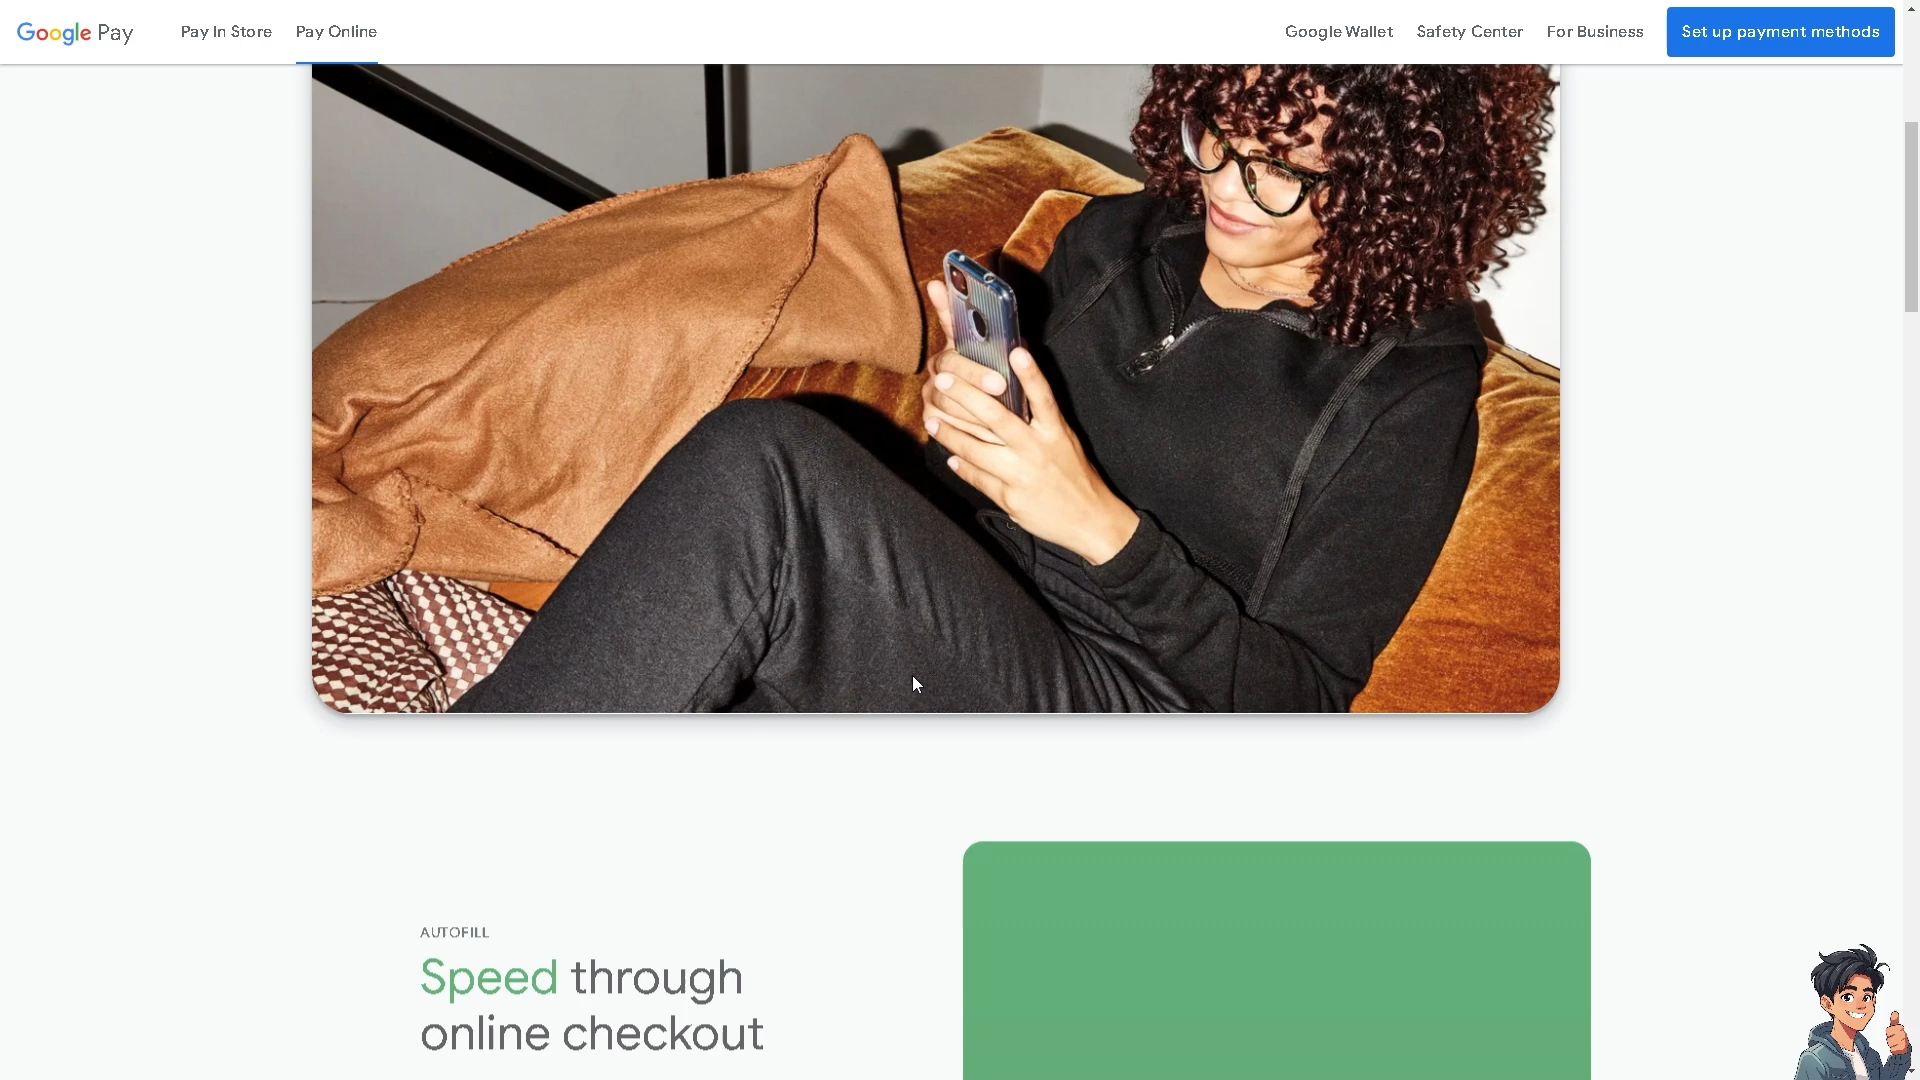 Google Pay
Pay In Store
Pay Online
Google Wallet
Safety Center
For Business
Set up payment methods
AUTOFILL
Speed through
online checkout